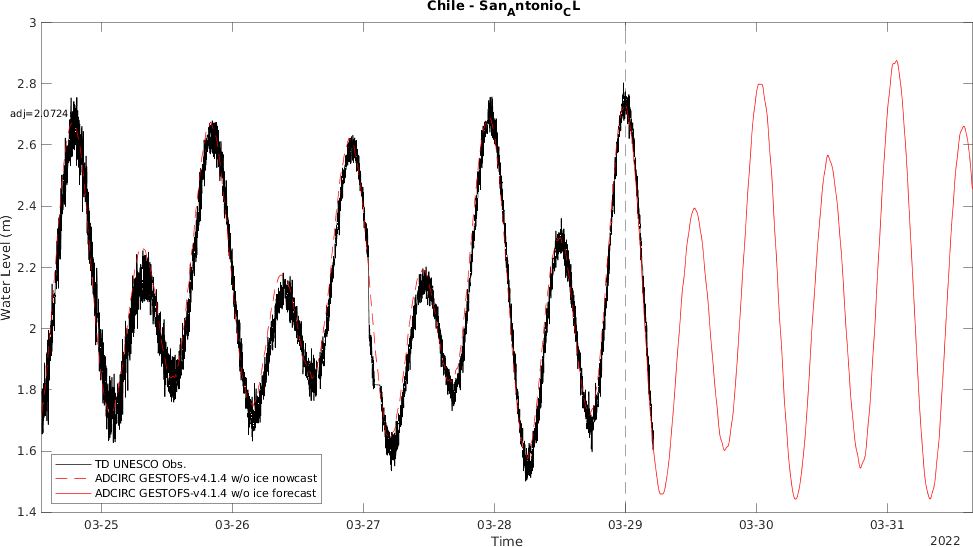 Chile - SanAntonioCL
3
2.8
adj=2.0724
2.6
2.4
2.2
2
1.8
1.6
1.4
Water Level (m)
TD UNESCO Obs.
ADCIRC GESTOFS-v4.1.4 w/o ice nowcast
ADCIRC GESTOFS-v4.1.4 w/o ice forecast
03-25 03-26 03-27 03-28 03-29 03-30 03-31
Time 2022